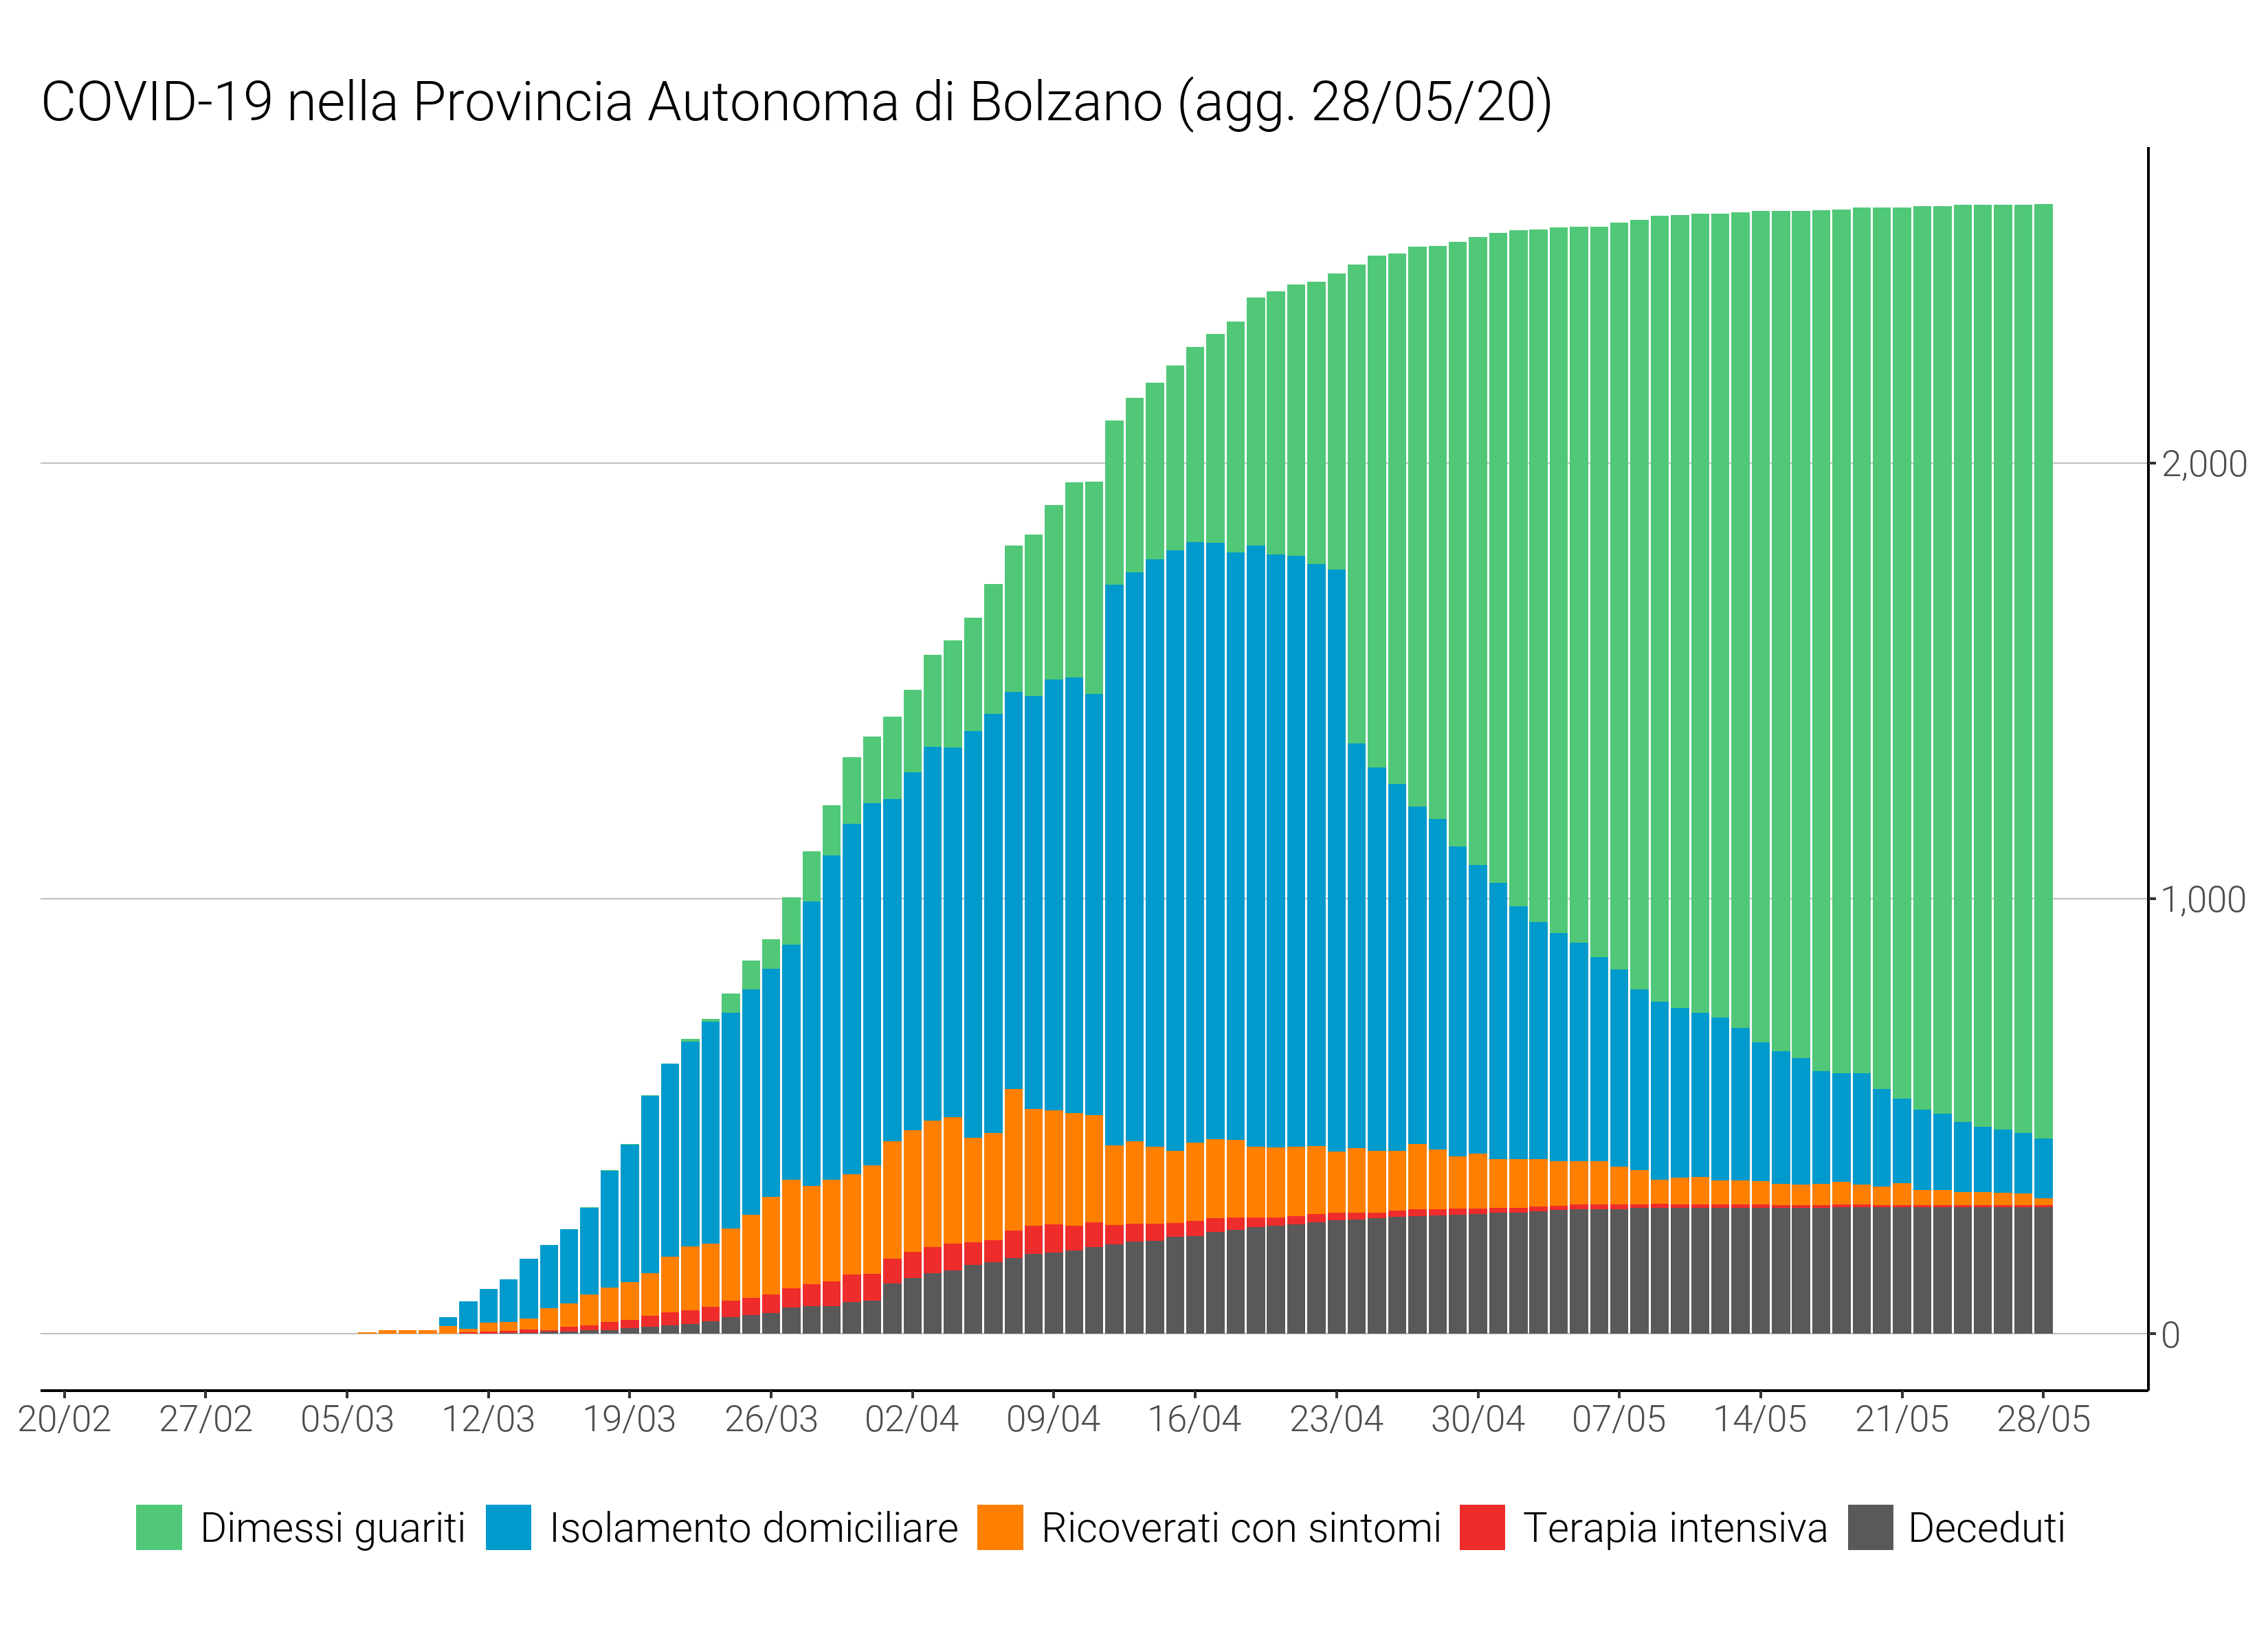 COVID-19 nella Provincia Autonoma di Bolzano (agg. 28/05/20)
2,000
1,000
0
20/02 27/02 05/03 12/03 19/03 26/03 02/04 09/04 16/04 23/04 30/04 07/05 14/05 21/05 28/05
Dimessi guariti Isolamento domiciliare Ricoverati con sintomi Terapia intensiva Deceduti